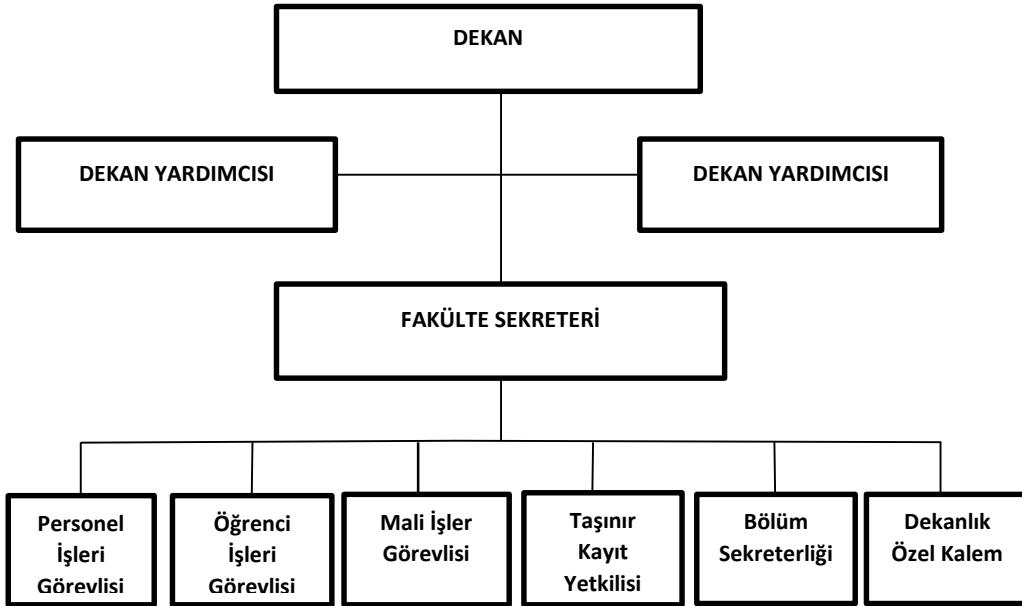 DEKAN
DEKAN YARDIMCISI
DEKAN YARDIMCISI
FAKÜLTE SEKRETERİ
Personel
İşleri
Görevlisi
Öğrenci
İşleri
Görevlisi
Mali İşler
Görevlisi
Taşınır
Kayıt
Yetkilisi
Bölüm
Sekreterliği
Dekanlık
Özel Kalem